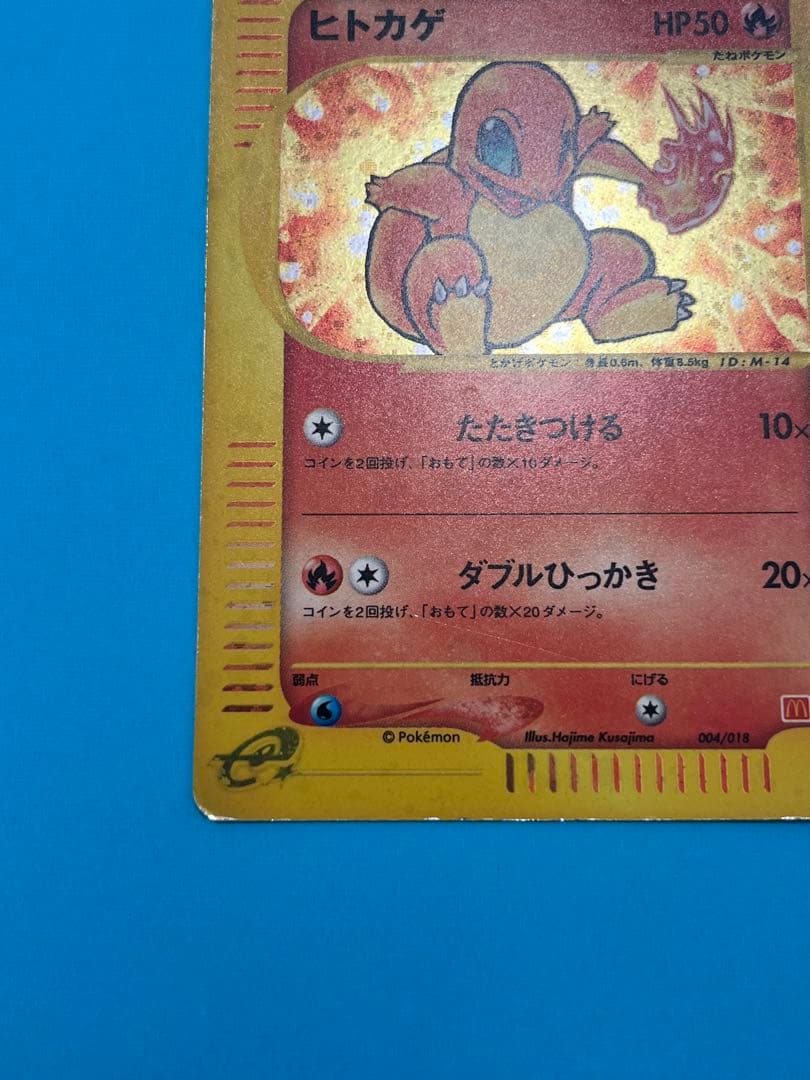 ヒトカゲ HP50
たねポケモン
とかげポケモン:身長0.6m、体重8.5kg ID:M-14
たたきつける 10×
コインを2回投げ、「おもて」の数×10ダメージ。
ダブルひっかき 20×
コインを2回投げ、「おもて」の数×20ダメージ。
弱点 抵抗力 にげる
© Pokémon Illus.Hajime Kusajima 004/018
e